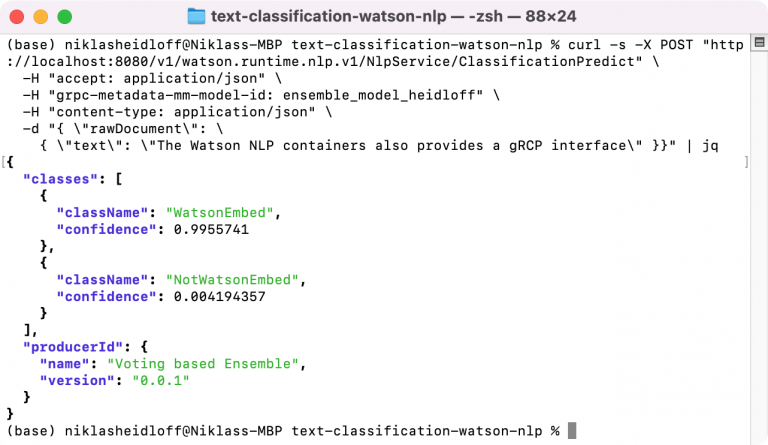 text-classification-watson-nlp — -zsh — 88×24
(base) niklasheidloff@Niklass-MBP text-classification-watson-nlp % curl -s -X POST "http
://localhost:8080/v1/watson.runtime.nlp.v1/NlpService/ClassificationPredict" \
  -H "accept: application/json" \
  -H "grpc-metadata-mm-model-id: ensemble_model_heidloff" \
  -H "content-type: application/json" \
  -d "{ \"rawDocument\": \
    { \"text\": \"The Watson NLP containers also provides a gRCP interface\" }}" | jq
[{ ]
  "classes": [
    {
      "className": "WatsonEmbed",
      "confidence": 0.9955741
    },
    {
      "className": "NotWatsonEmbed",
      "confidence": 0.004194357
    }
  ],
  "producerId": {
    "name": "Voting based Ensemble",
    "version": "0.0.1"
  }
}
(base) niklasheidloff@Niklass-MBP text-classification-watson-nlp %